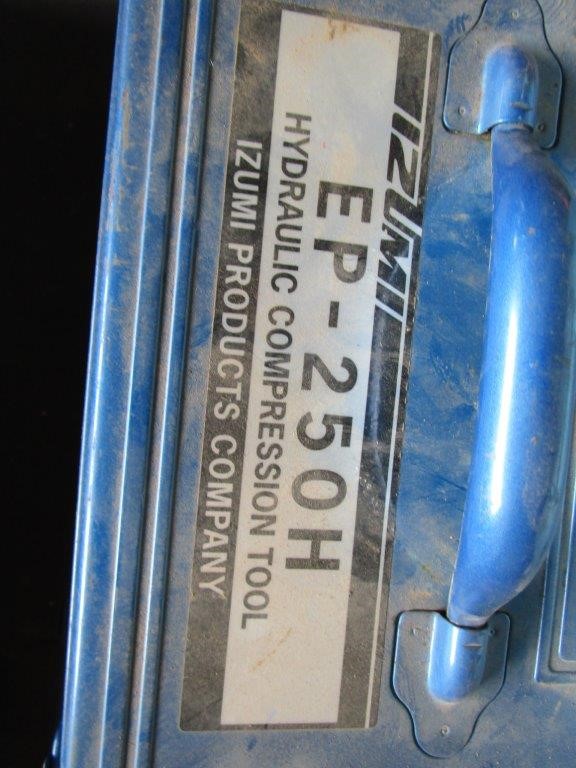 IZUMI
EP-250H
HYDRAULIC COMPRESSION TOOL
IZUMI PRODUCTS COMPANY